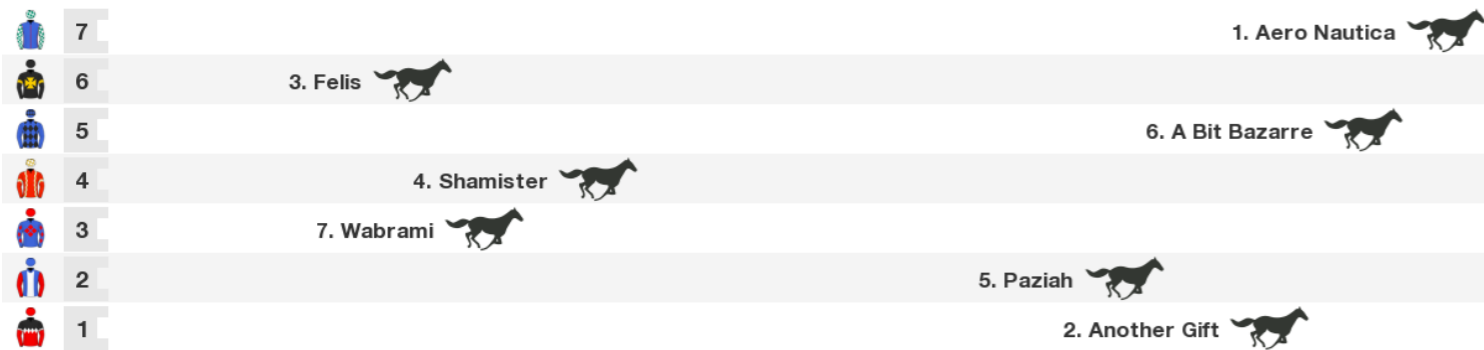 7 1. Aero Nautica
6 3. Felis
5 6. A Bit Bazarre
4 4. Shamister
3 7. Wabrami
2 5. Paziah
1 2. Another Gift